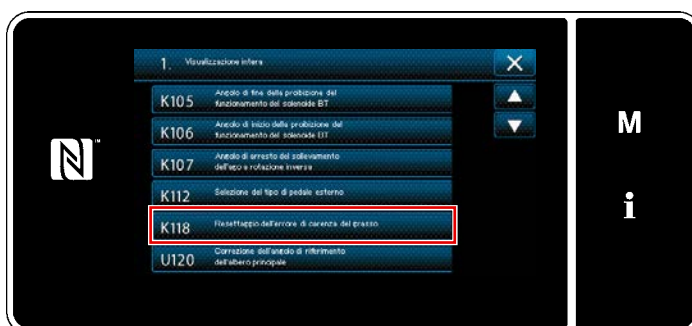 1. Visualizzazione intera
K105 Angolo di fine della proibizione del
funzionamento del solenoide BT
K106 Angolo di inizio della proibizione del
funzionamento del solenoide BT
K107 Angolo di arresto del sollevamento
dell'ago a rotazione inversa
K112 Selezione del tipo di pedale esterno
K118 Resettaggio dell'errore di carenza del grasso
U120 Correzione dell'angolo di riferimento
dell'albero principale
M
i
N